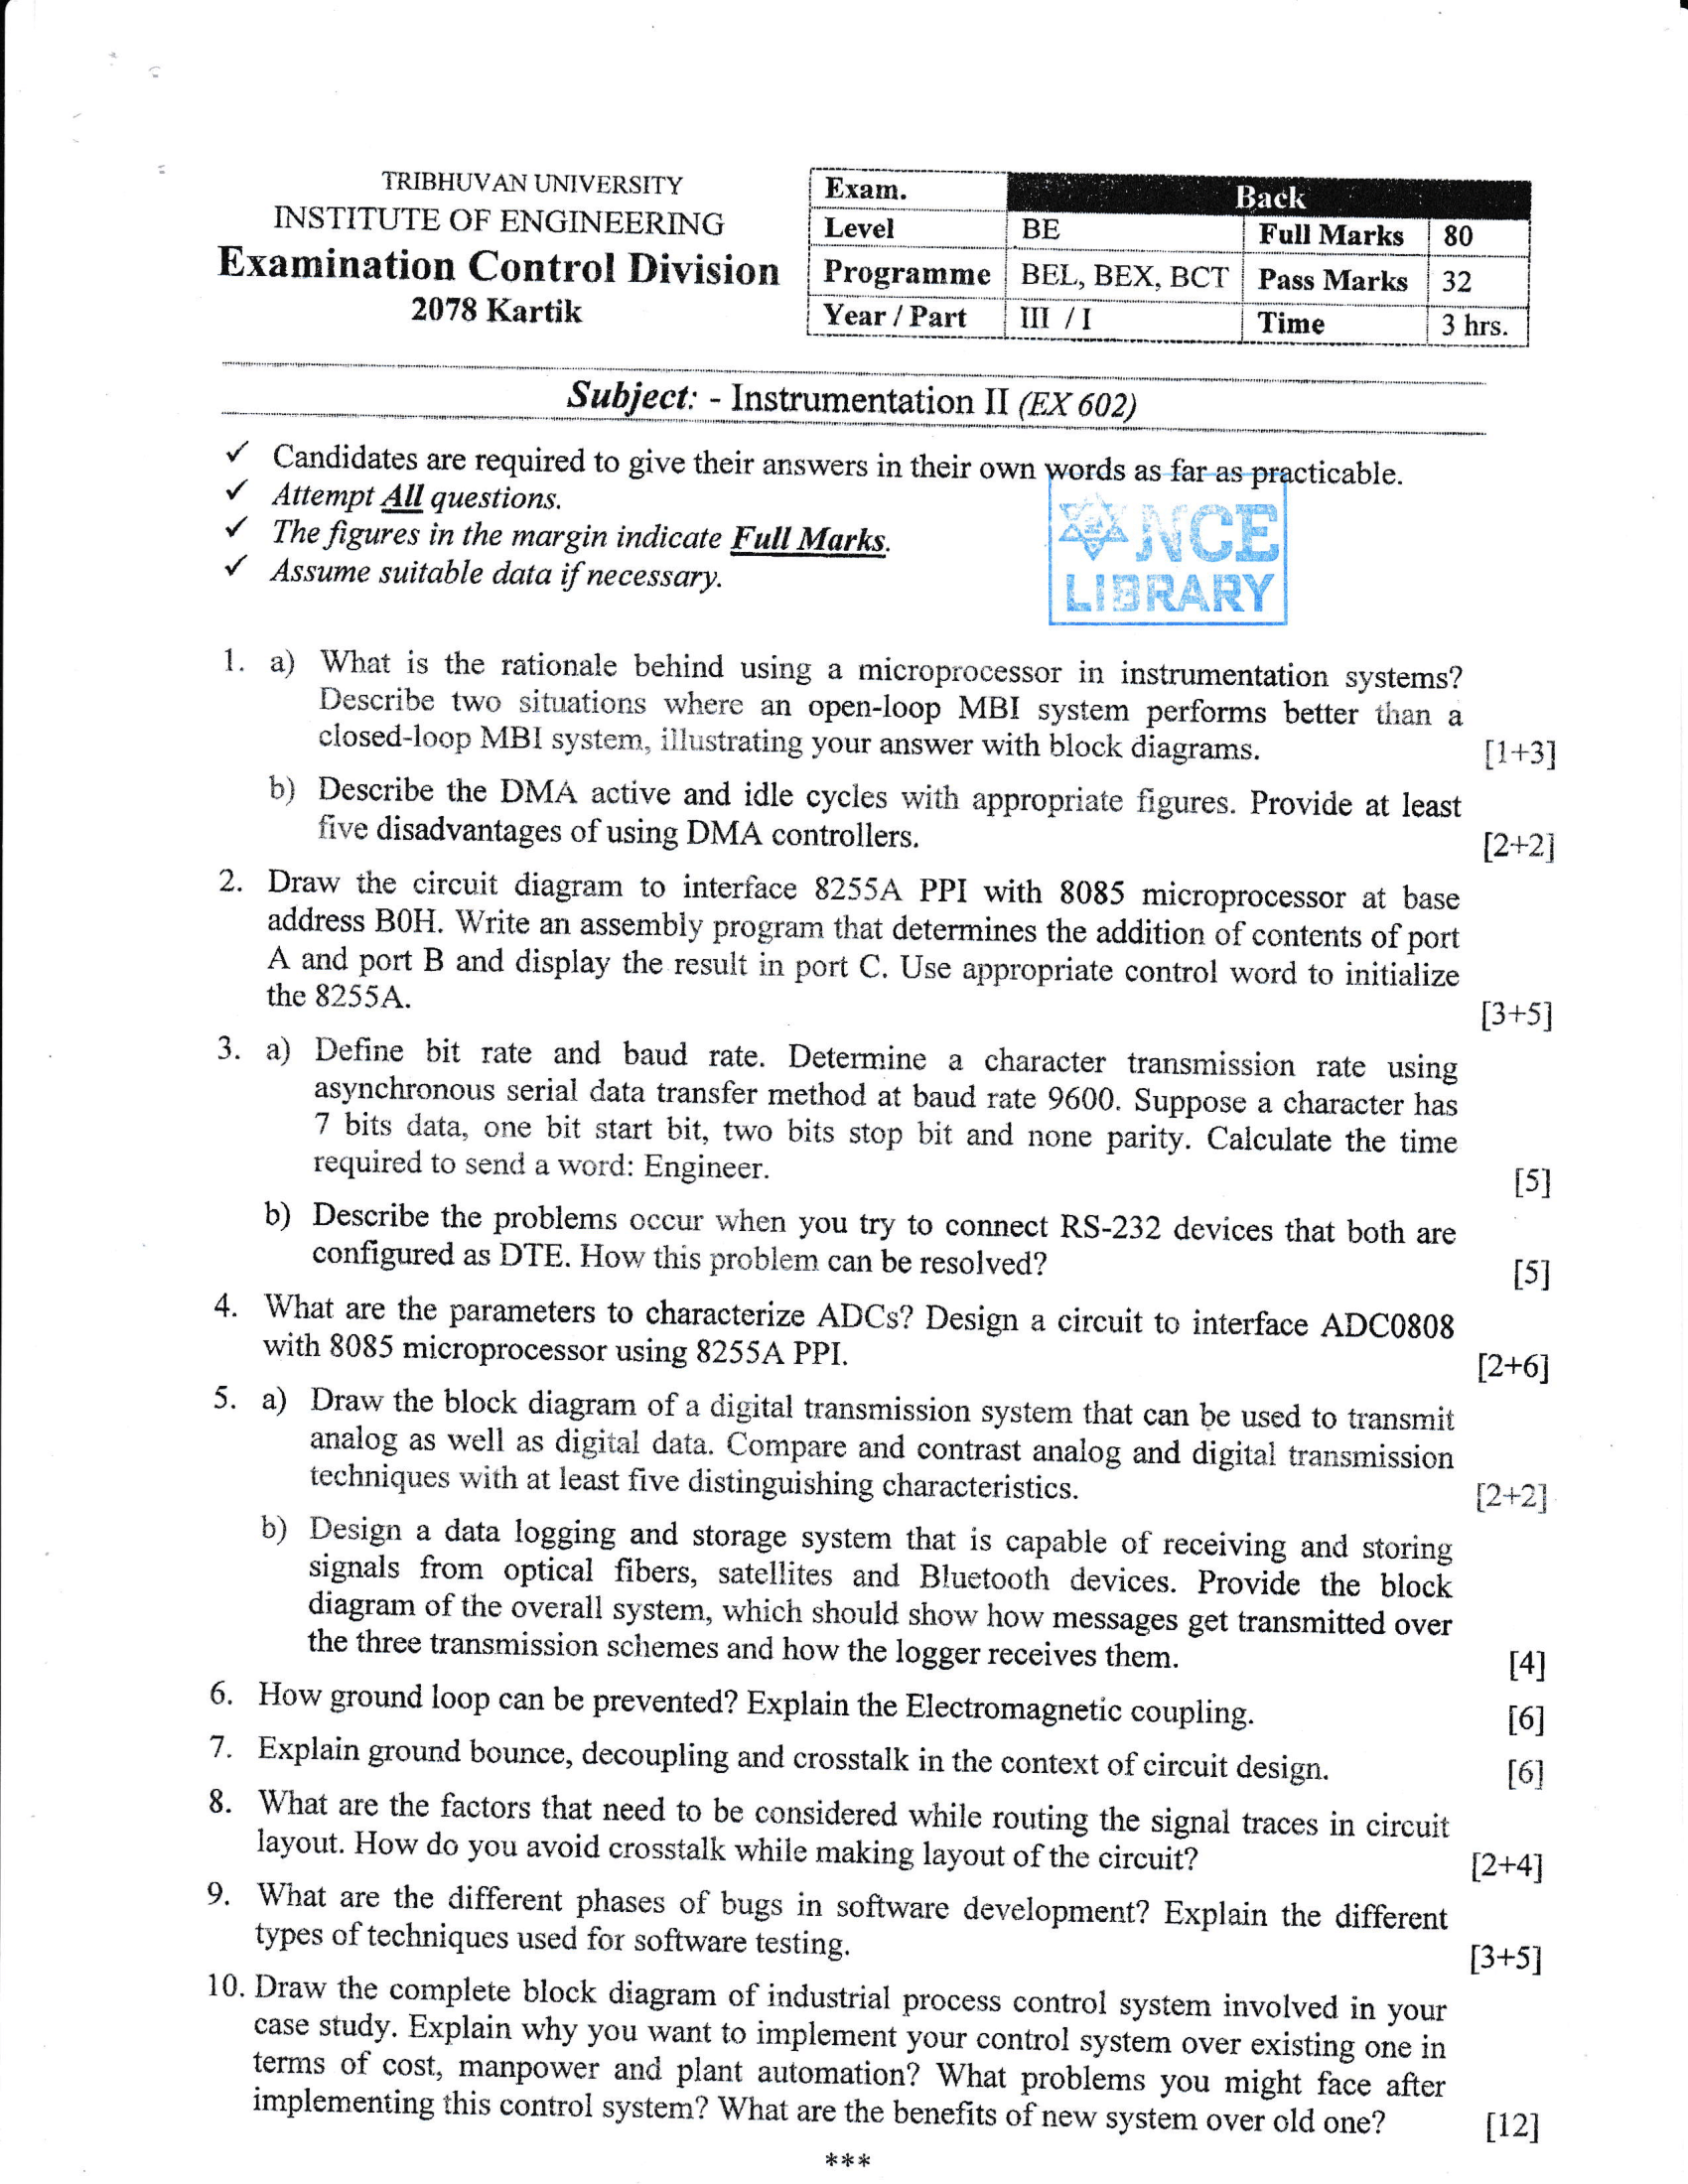 TRIBHUVAN UNIVERSITY
INSTITUTE OF ENGINEERING
Examination Control Division
2078 Kartik
Exam. Back
Level BE Full Marks 80
Programme BEL, BEX, BCT Pass Marks 32
Year / Part III / I Time 3 hrs.
Subject: - Instrumentation II (EX 602)
✓ Candidates are required to give their answers in their own words as far as practicable.
✓ Attempt All questions.
✓ The figures in the margin indicate Full Marks.
✓ Assume suitable data if necessary.
NCE
LIBRARY
1. a) What is the rationale behind using a microprocessor in instrumentation systems?
Describe two situations where an open-loop MBI system performs better than a
closed-loop MBI system, illustrating your answer with block diagrams. [1+3]
b) Describe the DMA active and idle cycles with appropriate figures. Provide at least
five disadvantages of using DMA controllers. [2+2]
2. Draw the circuit diagram to interface 8255A PPI with 8085 microprocessor at base
address B0H. Write an assembly program that determines the addition of contents of port
A and port B and display the result in port C. Use appropriate control word to initialize
the 8255A. [3+5]
3. a) Define bit rate and baud rate. Determine a character transmission rate using
asynchronous serial data transfer method at baud rate 9600. Suppose a character has
7 bits data, one bit start bit, two bits stop bit and none parity. Calculate the time
required to send a word: Engineer. [5]
b) Describe the problems occur when you try to connect RS-232 devices that both are
configured as DTE. How this problem can be resolved? [5]
4. What are the parameters to characterize ADCs? Design a circuit to interface ADC0808
with 8085 microprocessor using 8255A PPI. [2+6]
5. a) Draw the block diagram of a digital transmission system that can be used to transmit
analog as well as digital data. Compare and contrast analog and digital transmission
techniques with at least five distinguishing characteristics. [2+2]
b) Design a data logging and storage system that is capable of receiving and storing
signals from optical fibers, satellites and Bluetooth devices. Provide the block
diagram of the overall system, which should show how messages get transmitted over
the three transmission schemes and how the logger receives them. [4]
6. How ground loop can be prevented? Explain the Electromagnetic coupling. [6]
7. Explain ground bounce, decoupling and crosstalk in the context of circuit design. [6]
8. What are the factors that need to be considered while routing the signal traces in circuit
layout. How do you avoid crosstalk while making layout of the circuit? [2+4]
9. What are the different phases of bugs in software development? Explain the different
types of techniques used for software testing. [3+5]
10. Draw the complete block diagram of industrial process control system involved in your
case study. Explain why you want to implement your control system over existing one in
terms of cost, manpower and plant automation? What problems you might face after
implementing this control system? What are the benefits of new system over old one? [12]
***